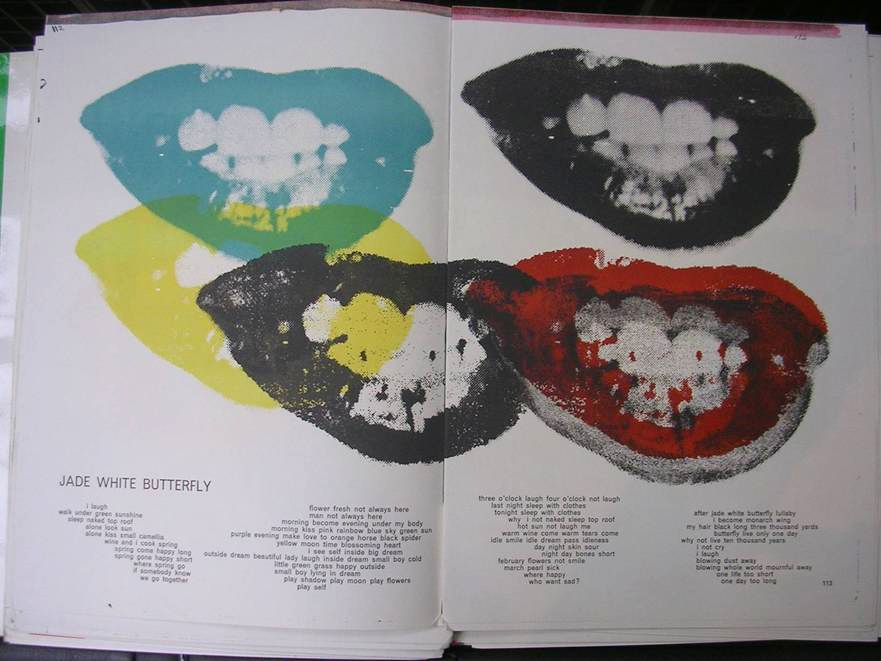 112
JADE WHITE BUTTERFLY
i laugh
walk under green sunshine
sleep naked top roof
alone lock sun
alone kiss small camellia
wine and i cook spring
spring come happy long
spring gone happy short
where spring go
if somebody know
we go together
flower fresh not always here
man not always here
morning become evening under my body
morning kiss pink rainbow blue sky green sun
purple evening make love to orange horse black spider
yellow moon time blossoming heart
i see self inside big dream
outside dream beautiful lady laugh inside dream small boy cold
little green grass happy outside
small boy lying in dream
play shadow play moon play flowers
play self
three o'clock laugh four o'clock not laugh
last night sleep with clothes
tonight sleep with clothes
why i not naked sleep top roof
hot sun not laugh me
warm wine come warm tears come
idle smile idle dream pass idleness
day night skin sour
night day bones short
february flowers not smile
march pearl sick
where happy
who want sad?
after jade white butterfly lullaby
i become monarch wing
my hair black long three thousand yards
butterfly live only one day
why not live ten thousand years
i not cry
i laugh
blowing dust away
blowing whole world mournful away
one life too short
one day too long
113